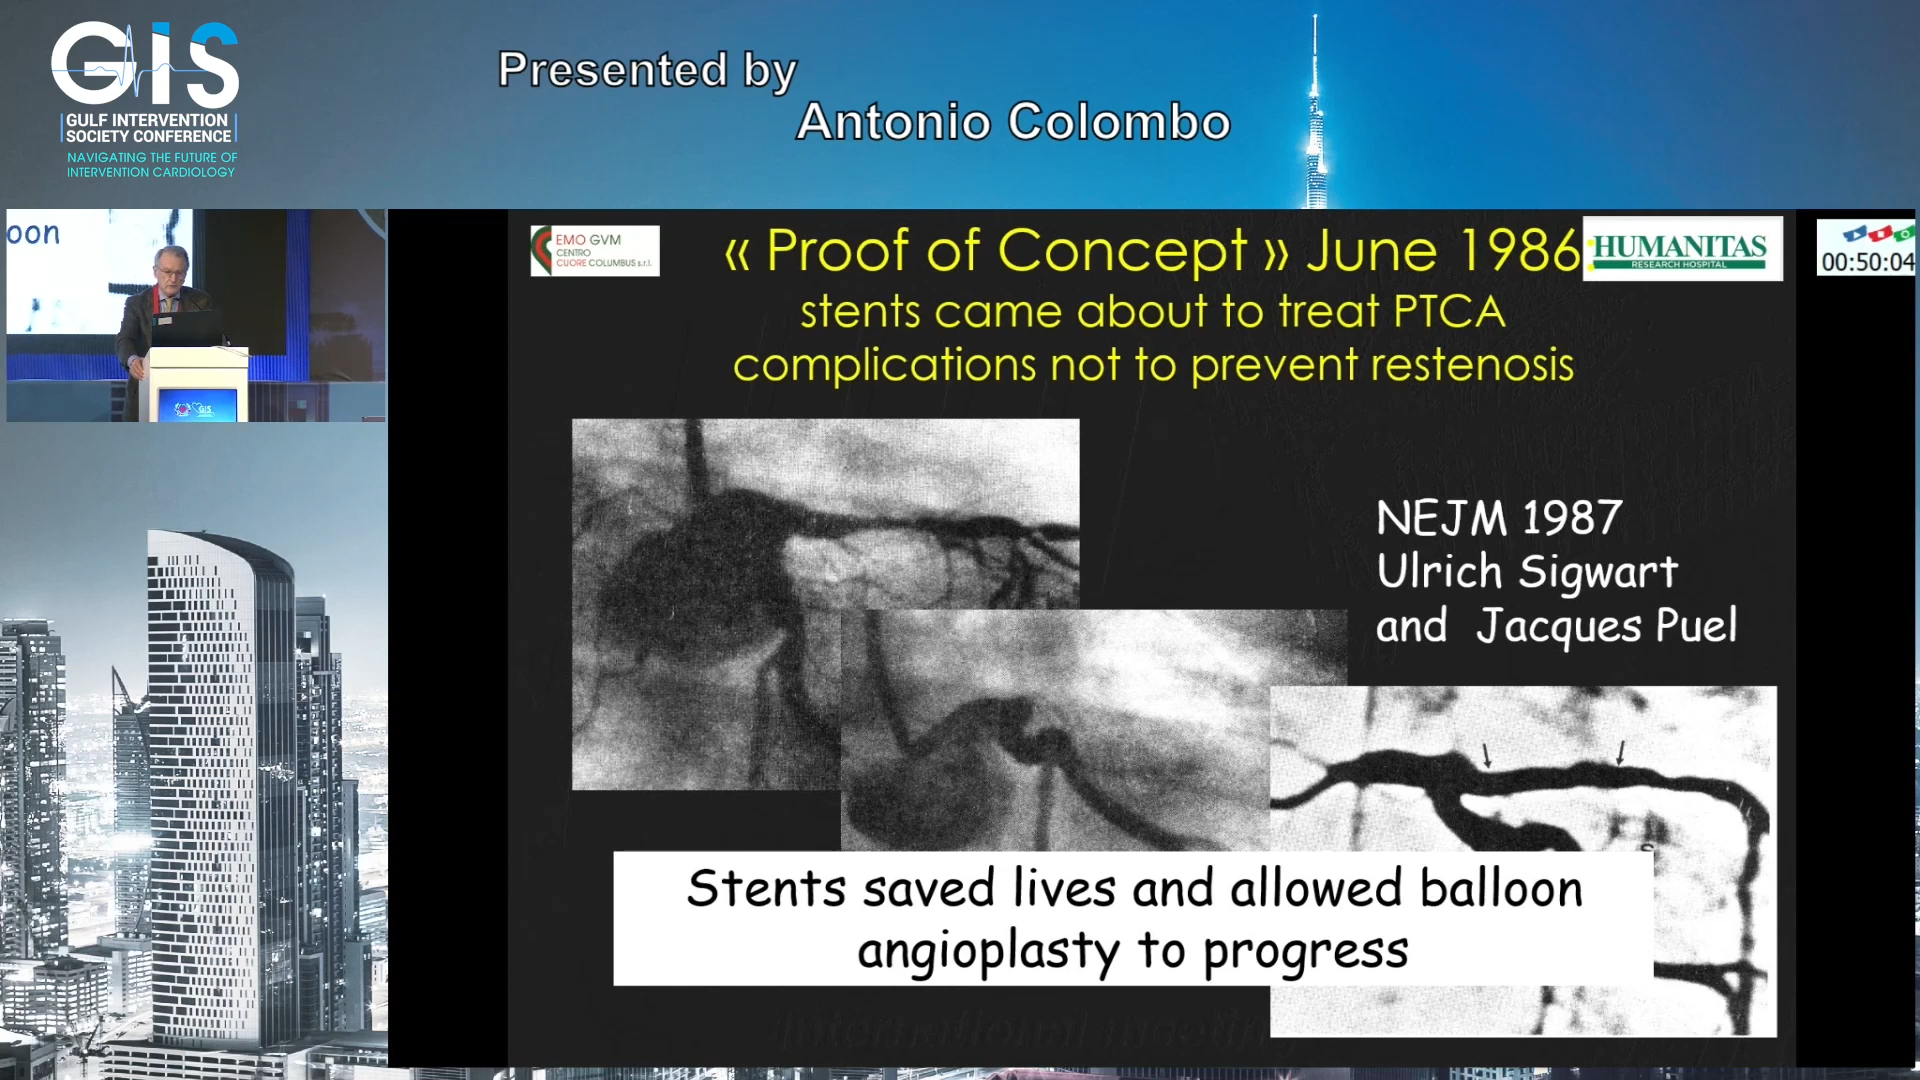 GIS
GULF INTERVENTION
SOCIETY CONFERENCE
NAVIGATING THE FUTURE OF
INTERVENTION CARDIOLOGY
Presented by
Antonio Colombo
oon
GIS
EMO GVM
CENTRO
CUORE COLUMBUS s.r.l.
« Proof of Concept » June 1986
stents came about to treat PTCA
complications not to prevent restenosis
HUMANITAS
RESEARCH HOSPITAL
00:50:04
NEJM 1987
Ulrich Sigwart
and Jacques Puel
Stents saved lives and allowed balloon
angioplasty to progress